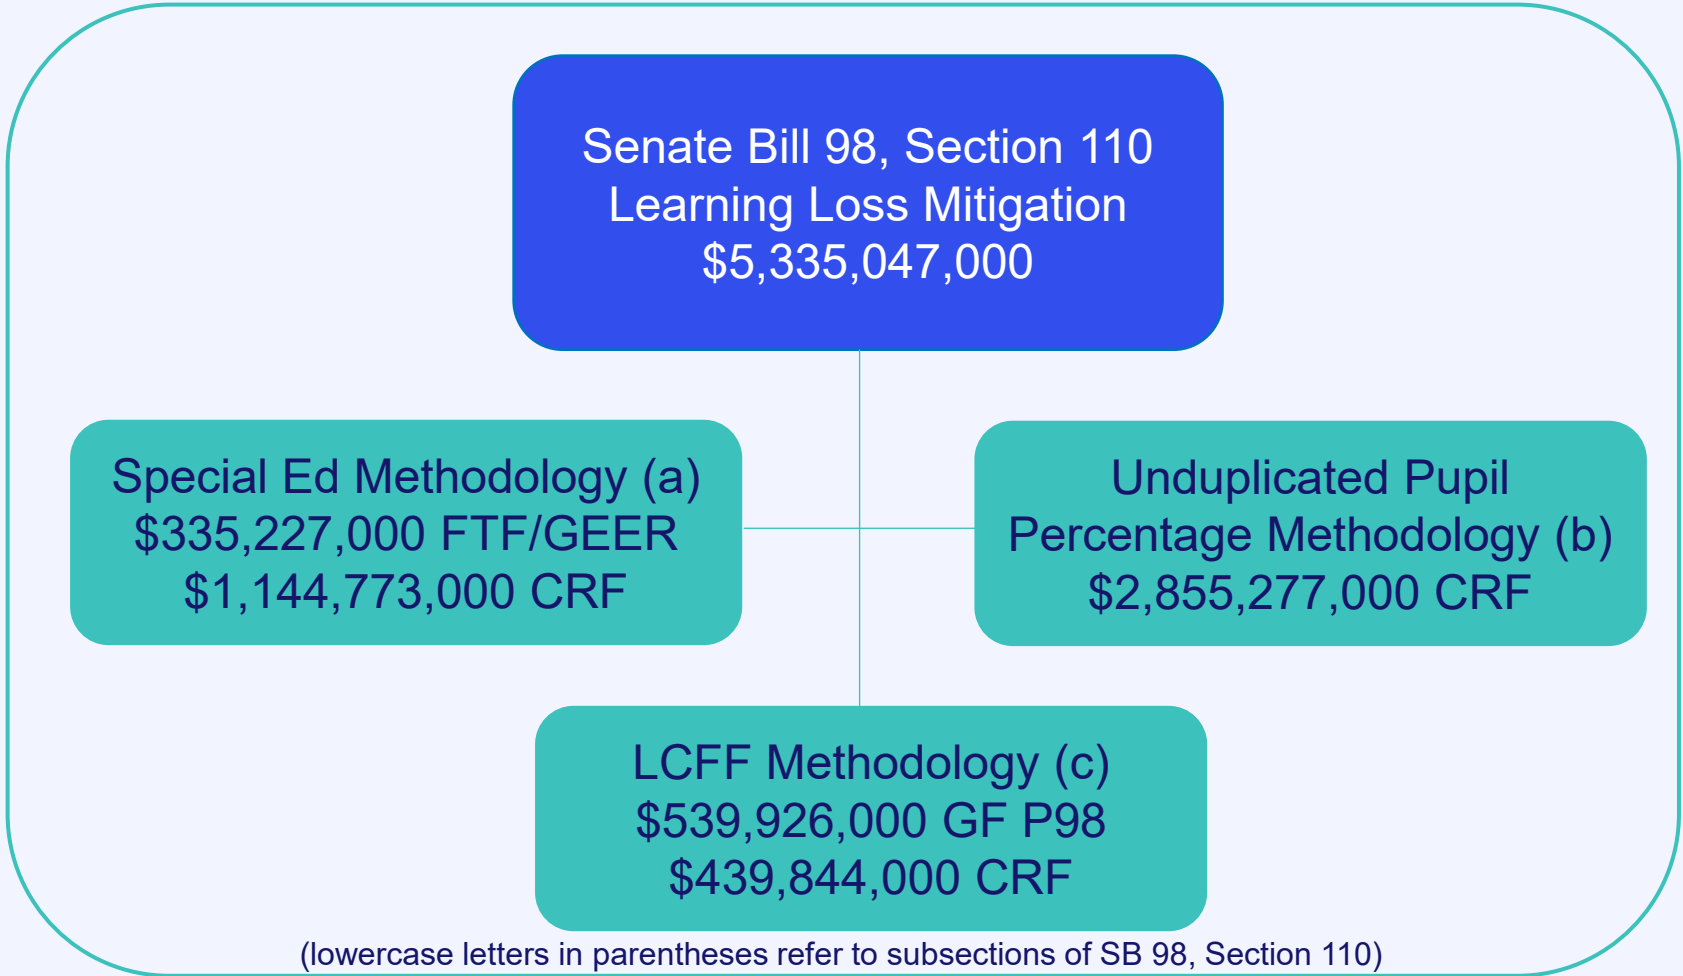 Senate Bill 98, Section 110
Learning Loss Mitigation
$5,335,047,000
Special Ed Methodology (a)
$335,227,000 FTF/GEER
$1,144,773,000 CRF
Unduplicated Pupil
Percentage Methodology (b)
$2,855,277,000 CRF
LCFF Methodology (c)
$539,926,000 GF P98
$439,844,000 CRF
(lowercase letters in parentheses refer to subsections of SB 98, Section 110)